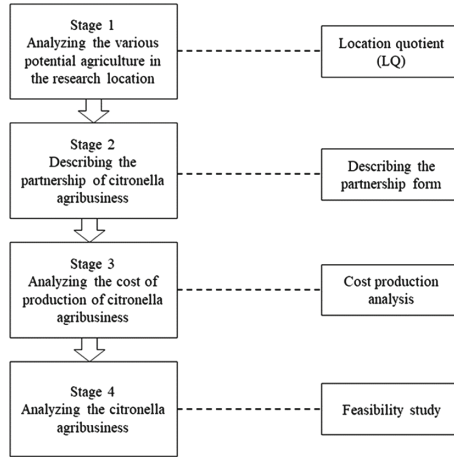 Stage 1
Analyzing the various
potential agriculture in
the research location
Location quotient
(LQ)
Stage 2
Describing the
partnership of citronella
agribusiness
Describing the
partnership form
Stage 3
Analyzing the cost of
production of citronella
agribusiness
Cost production
analysis
Stage 4
Analyzing the citronella
agribusiness
Feasibility study